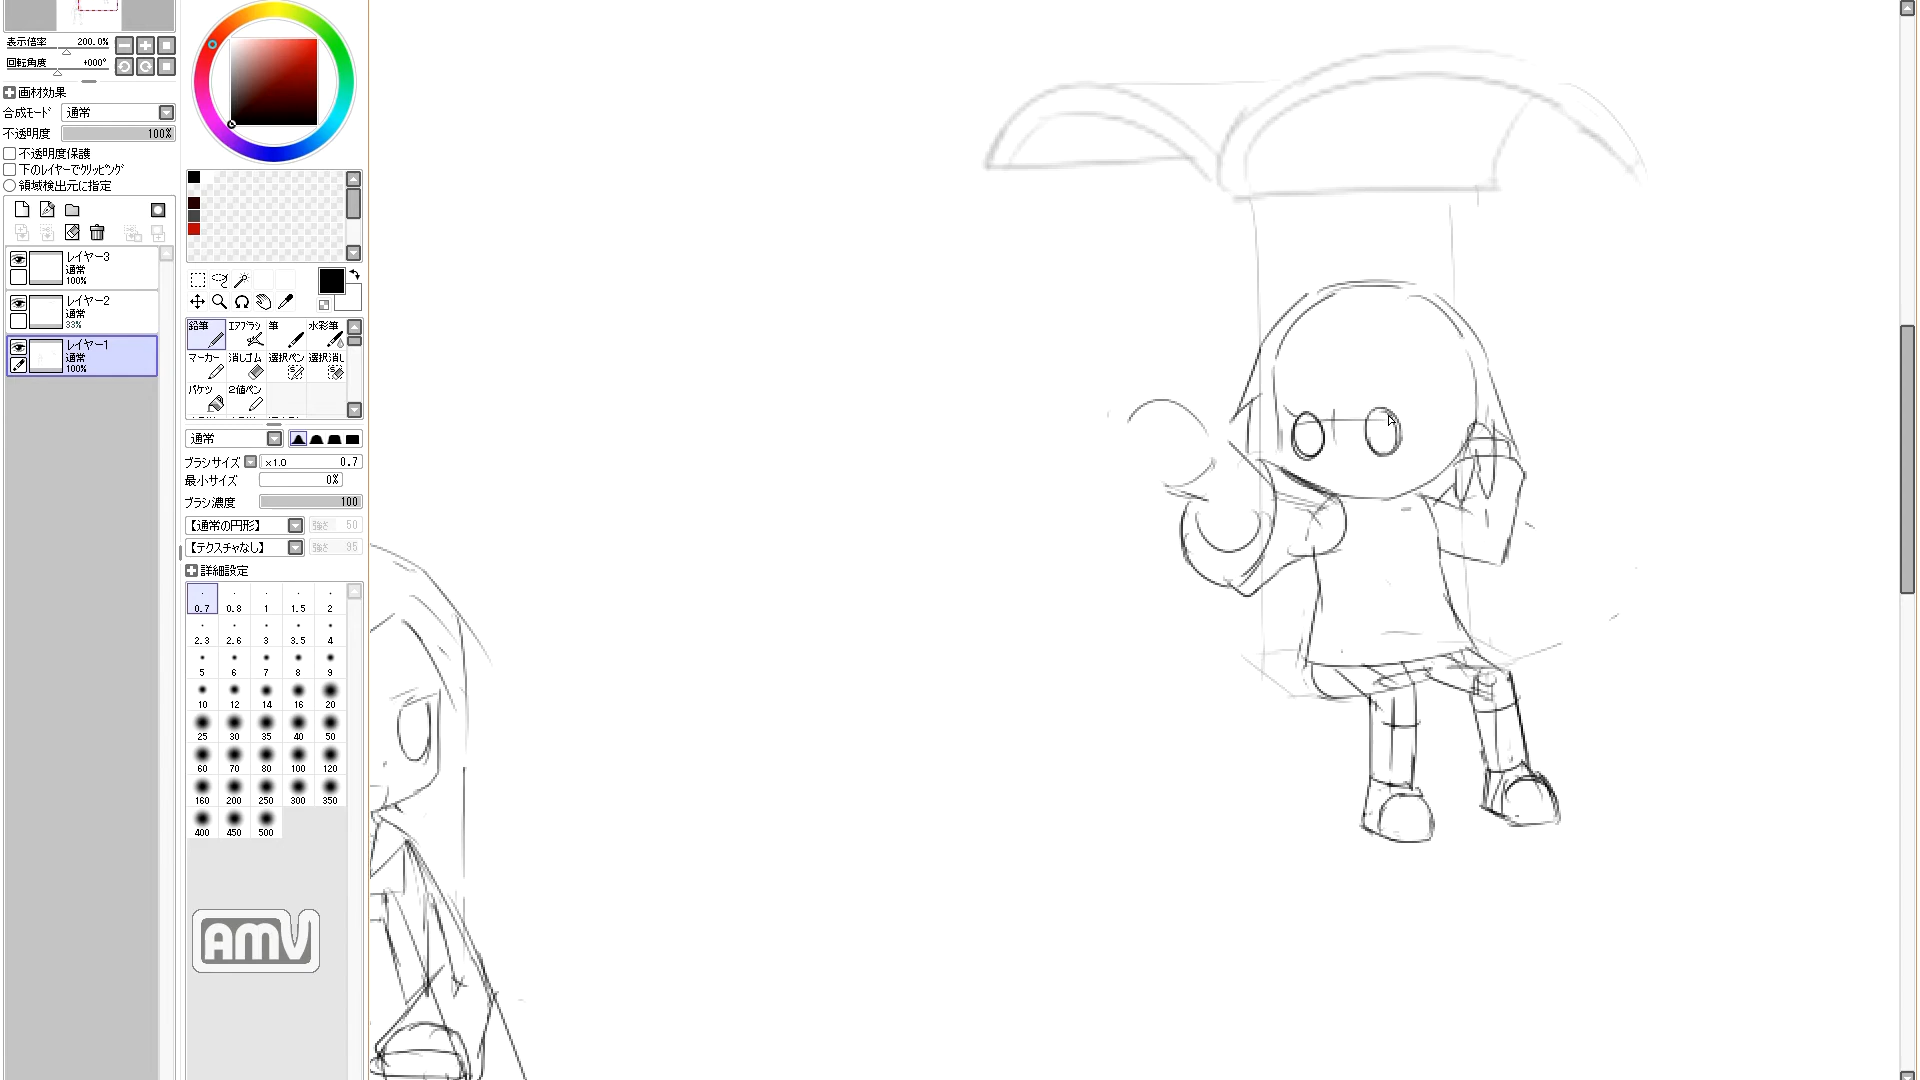 表示倍率 200.0%
回転角度 +000°
画材効果
合成モード 通常
不透明度 100%
不透明度保護
下のレイヤーでクリッピング
領域検出元に指定
レイヤー3
通常
100%
レイヤー2
通常
33%
レイヤー1
通常
100%
鉛筆 エアブラシ 筆 水彩筆
マーカー 消しゴム 選択ペン 選択消し
バケツ 2値ペン
通常
ブラシサイズ x1.0 0.7
最小サイズ 0%
ブラシ濃度 100
【通常の円形】 強さ 50
【テクスチャなし】 強さ 95
詳細設定
0.7 0.8 1 1.5 2
2.3 2.6 3 3.5 4
5 6 7 8 9
10 12 14 16 20
25 30 35 40 50
60 70 80 100 120
160 200 250 300 350
400 450 500
AMV